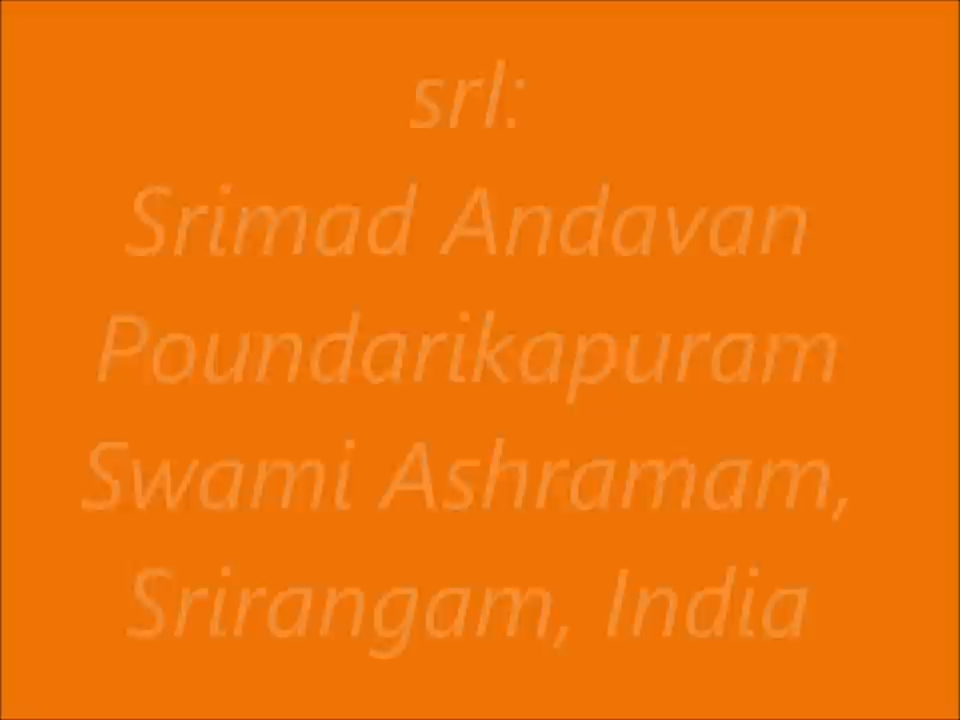 srl:
Srimad Andavan
Poundarikapuram
Swami Ashramam,
Srirangam, India